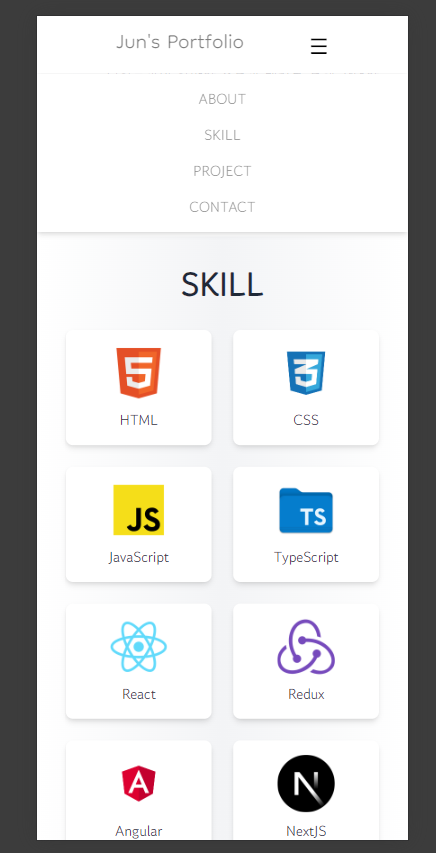 Jun's Portfolio
ABOUT
SKILL
PROJECT
CONTACT
SKILL
5
3
HTML
CSS
JS
TS
JavaScript
TypeScript
React
Redux
A
N
Angular
NextJS